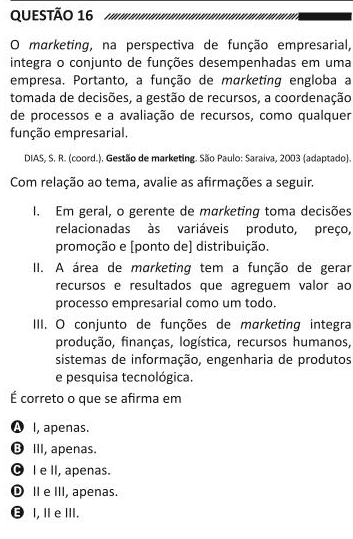 QUESTÃO 16
O marketing, na perspectiva de função empresarial,
integra o conjunto de funções desempenhadas em uma
empresa. Portanto, a função de marketing engloba a
tomada de decisões, a gestão de recursos, a coordenação
de processos e a avaliação de recursos, como qualquer
função empresarial.
DIAS, S. R. (coord.). Gestão de marketing. São Paulo: Saraiva, 2003 (adaptado).
Com relação ao tema, avalie as afirmações a seguir.
I. Em geral, o gerente de marketing toma decisões
relacionadas às variáveis produto, preço,
promoção e [ponto de] distribuição.
II. A área de marketing tem a função de gerar
recursos e resultados que agreguem valor ao
processo empresarial como um todo.
III. O conjunto de funções de marketing integra
produção, finanças, logística, recursos humanos,
sistemas de informação, engenharia de produtos
e pesquisa tecnológica.
É correto o que se afirma em
A I, apenas.
B III, apenas.
C I e II, apenas.
D II e III, apenas.
E I, II e III.